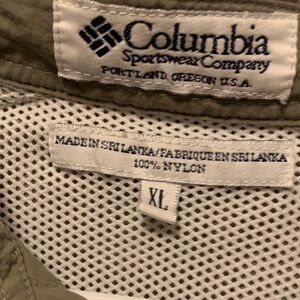 Columbia
Sportswear Company
PORTLAND OREGON U.S.A.
MADE IN SRI LANKA/FABRIQUE EN SRI LANKA
100% NYLON
XL